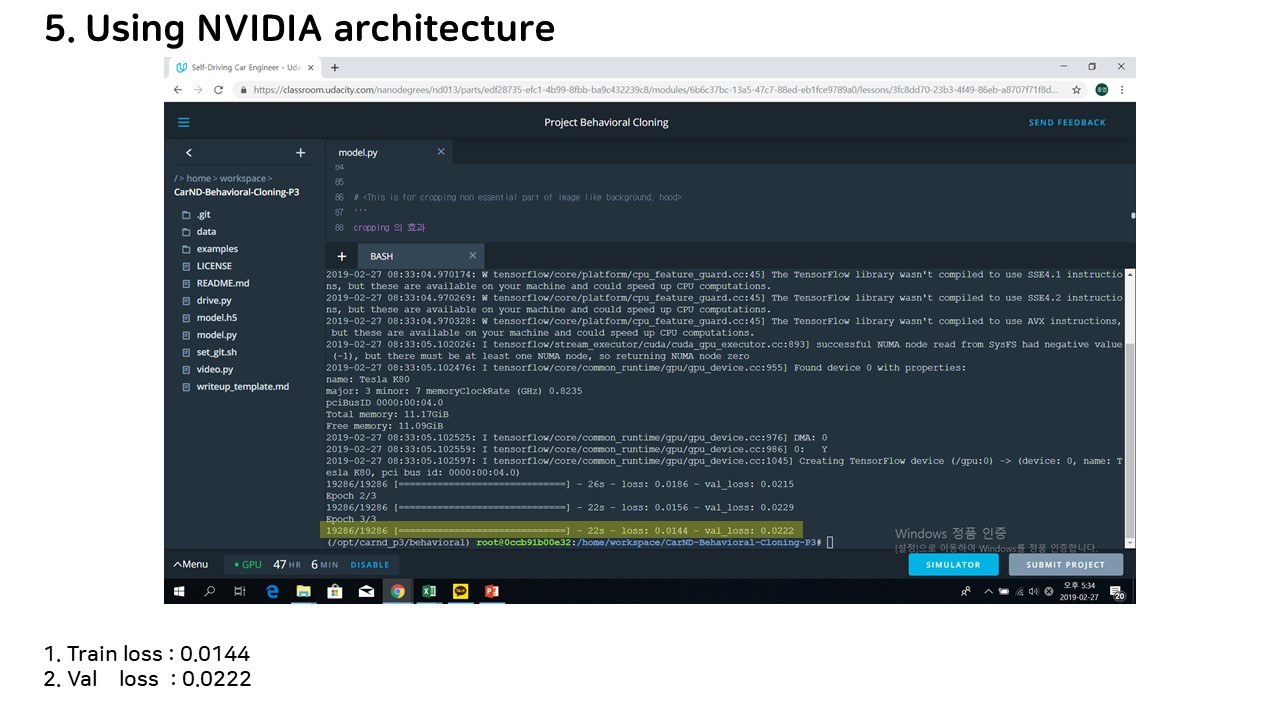 5. Using NVIDIA architecture
Self-Driving Car Engineer - Uda
https://classroom.udacity.com/nanodegrees/nd013/parts/edf28735-efc1-4b99-8fbb-ba9c432239c8/modules/6b6c37bc-13a5-47c7-88ed-eb1fce9789a0/lessons/3fc8dd70-23b3-4f49-86eb-a8707f71f8d...
Project Behavioral Cloning
SEND FEEDBACK
model.py
/ > home > workspace >
CarND-Behavioral-Cloning-P3
.git
data
examples
LICENSE
README.md
drive.py
model.h5
model.py
set_git.sh
video.py
writeup_template.md
84
85
86 # <This is for cropping non essential part of image like background, hood>
87 '''
88 cropping 의 효과
BASH
2019-02-27 08:33:04.970174: W tensorflow/core/platform/cpu_feature_guard.cc:45] The TensorFlow library wasn't compiled to use SSE4.1 instructio
ns, but these are available on your machine and could speed up CPU computations.
2019-02-27 08:33:04.970269: W tensorflow/core/platform/cpu_feature_guard.cc:45] The TensorFlow library wasn't compiled to use SSE4.2 instructio
ns, but these are available on your machine and could speed up CPU computations.
2019-02-27 08:33:04.970328: W tensorflow/core/platform/cpu_feature_guard.cc:45] The TensorFlow library wasn't compiled to use AVX instructions,
but these are available on your machine and could speed up CPU computations.
2019-02-27 08:33:05.102026: I tensorflow/stream_executor/cuda/cuda_gpu_executor.cc:893] successful NUMA node read from SysFS had negative value
(-1), but there must be at least one NUMA node, so returning NUMA node zero
2019-02-27 08:33:05.102476: I tensorflow/core/common_runtime/gpu/gpu_device.cc:955] Found device 0 with properties:
name: Tesla K80
major: 3 minor: 7 memoryClockRate (GHz) 0.8235
pciBusID 0000:00:04.0
Total memory: 11.17GiB
Free memory: 11.09GiB
2019-02-27 08:33:05.102525: I tensorflow/core/common_runtime/gpu/gpu_device.cc:976] DMA: 0
2019-02-27 08:33:05.102559: I tensorflow/core/common_runtime/gpu/gpu_device.cc:986] 0:   Y
2019-02-27 08:33:05.102597: I tensorflow/core/common_runtime/gpu/gpu_device.cc:1045] Creating TensorFlow device (/gpu:0) -> (device: 0, name: T
esla K80, pci bus id: 0000:00:04.0)
19286/19286 [==============================] - 26s - loss: 0.0186 - val_loss: 0.0215
Epoch 2/3
19286/19286 [==============================] - 22s - loss: 0.0156 - val_loss: 0.0229
Epoch 3/3
19286/19286 [==============================] - 22s - loss: 0.0144 - val_loss: 0.0222
(/opt/carnd_p3/behavioral) root@0ccb91b00e32:/home/workspace/CarND-Behavioral-Cloning-P3#
Windows 정품 인증
[설정]으로 이동하여 Windows를 정품 인증합니다.
Menu
GPU 47 HR 6 MIN DISABLE
SIMULATOR
SUBMIT PROJECT
오후 5:34
2019-02-27
20
1. Train loss : 0.0144
2. Val loss : 0.0222